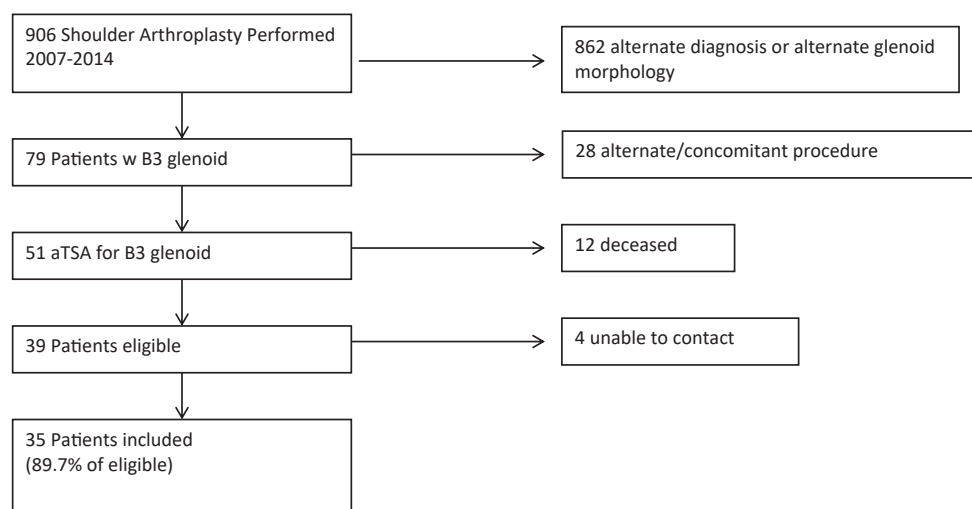 906 Shoulder Arthroplasty Performed
2007-2014
862 alternate diagnosis or alternate glenoid
morphology
79 Patients w B3 glenoid
28 alternate/concomitant procedure
51 aTSA for B3 glenoid
12 deceased
39 Patients eligible
4 unable to contact
35 Patients included
(89.7% of eligible)